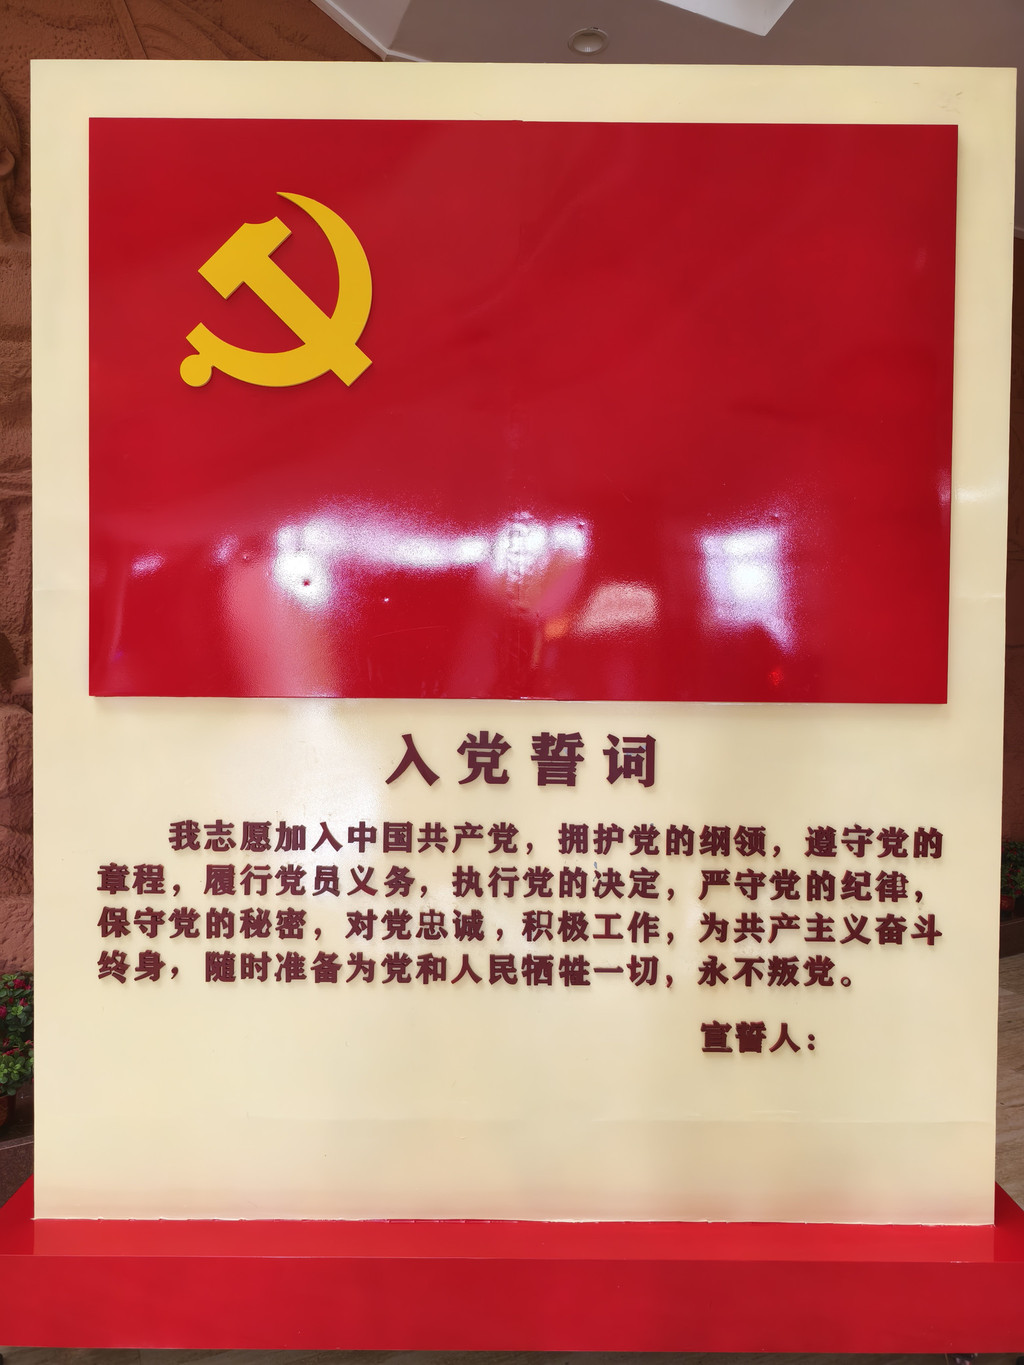 入党誓词
我志愿加入中国共产党，拥护党的纲领，遵守党的
章程，履行党员义务，执行党的决定，严守党的纪律，
保守党的秘密，对党忠诚，积极工作，为共产主义奋斗
终身，随时准备为党和人民牺牲一切，永不叛党。
宣誓人：